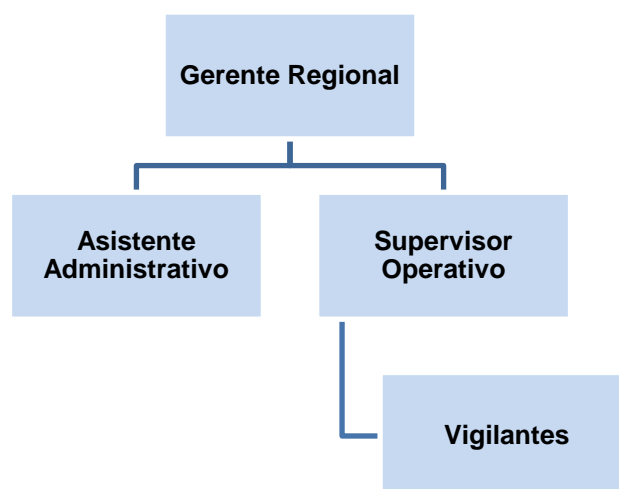 Gerente Regional
Asistente
Administrativo
Supervisor
Operativo
Vigilantes